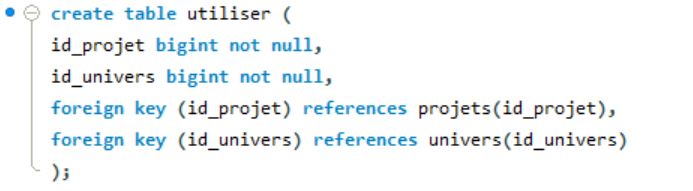 create table utiliser (
id_projet bigint not null,
id_univers bigint not null,
foreign key (id_projet) references projets(id_projet),
foreign key (id_univers) references univers(id_univers)
);